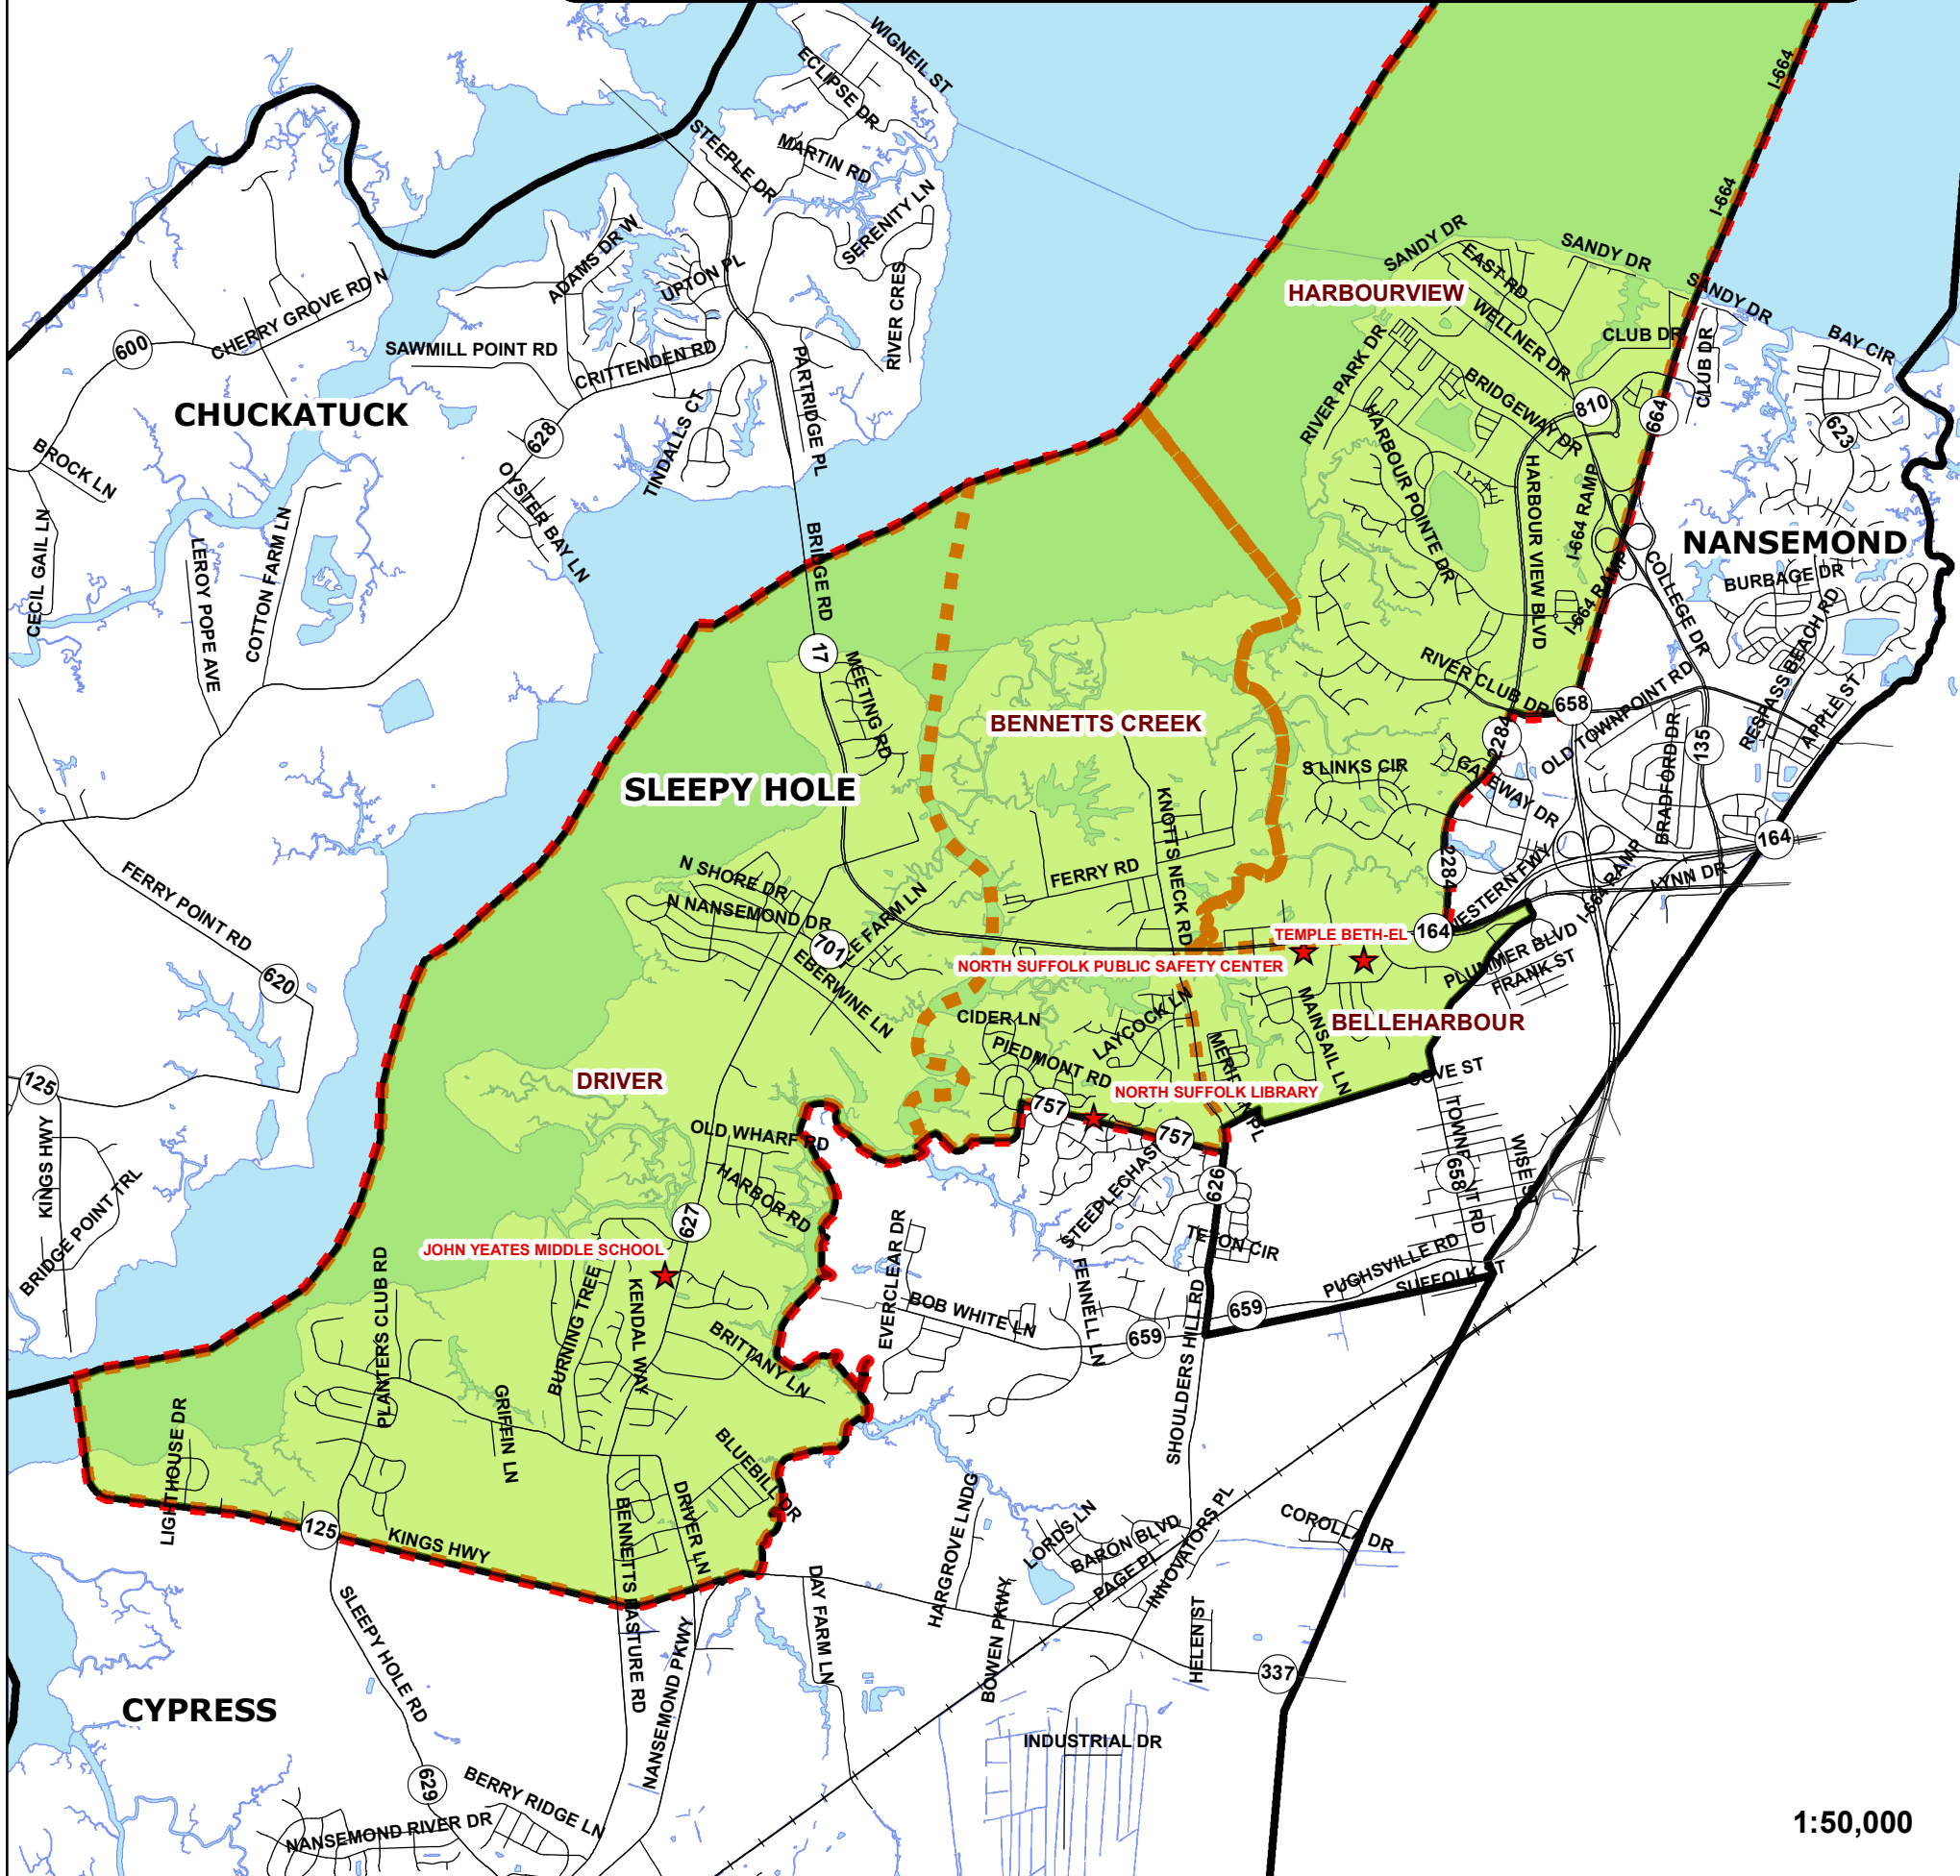 WIGNEIL ST
ECLIPSE DR
I-664
STEEPLE DR
MARTIN RD
I-664
SERENITY LN
ADAMS DR W
UPTON PL
SANDY DR
SANDY DR
EAST RD
SANDY DR
HARBOURVIEW
CHERRY GROVE RD N
RIVER CRES
WELLNER DR
CLUB DR
CLUB DR
BAY CIR
600
SAWMILL POINT RD
CRITTENDEN RD
PARTRIDGE PL
RIVER PARK DR
BRIDGEWAY DR
810
664
CHUCKATUCK
TINDALLS CT
HARBOUR POINTE DR
623
628
BROCK LN
OYSTER BAY LN
HARBOUR VIEW BLVD
I-664 RAMP
NANSEMOND
CECIL GAIL LN
LEROY POPE AVE
COTTON FARM LN
BRIDGE RD
I-664 RAMP
COLLEGE DR
BURBAGE DR
17
MEETING RD
RESPASS BEACH RD
RIVER CLUB DR
OLD TOWNPOINT RD
658
APPLE ST
BENNETTS CREEK
2284
135
BRADFORD DR
SLEEPY HOLE
S LINKS CIR
GATEWAY DR
KNOTTS NECK RD
164
N SHORE DR
FERRY RD
2284
I-664 RAMP
LYNN DR
FERRY POINT RD
N NANSEMOND DR
701
EBERWINE LN
TEMPLE BETH-EL
164
NORTH SUFFOLK PUBLIC SAFETY CENTER
PLUMMER BLVD
FRANK ST
620
CIDER LN
LAYCOCK LN
MAINSAIL LN
BELLEHARBOUR
PIEDMONT RD
DRIVER
125
NORTH SUFFOLK LIBRARY
757
757
OLD WHARF RD
KINGS HWY
BRIDGE POINT TRL
HARBOR RD
626
658
627
JOHN YEATES MIDDLE SCHOOL
EVERCLEAR DR
PUGHSVILLE RD
SUFFOLK ST
PLANTERS CLUB RD
BURNING TREE
KENDAL WAY
BOB WHITE LN
FENNELL LN
659
659
BRITTANY LN
SHOULDERS HILL RD
GRIFFIN LN
LIGHTHOUSE DR
BLUEBILL DR
125
KINGS HWY
DRIVER LN
BENNETTS PASTURE RD
HARGROVE LNDG
LORDS LN
BARON BLVD
PAGE PL
INNOVATORS PL
COROLLA DR
SLEEPY HOLE RD
DAY FARM LN
BOWEN PKWY
HELEN ST
337
CYPRESS
NANSEMOND PKWY
INDUSTRIAL DR
629
BERRY RIDGE LN
NANSEMOND RIVER DR
1:50,000